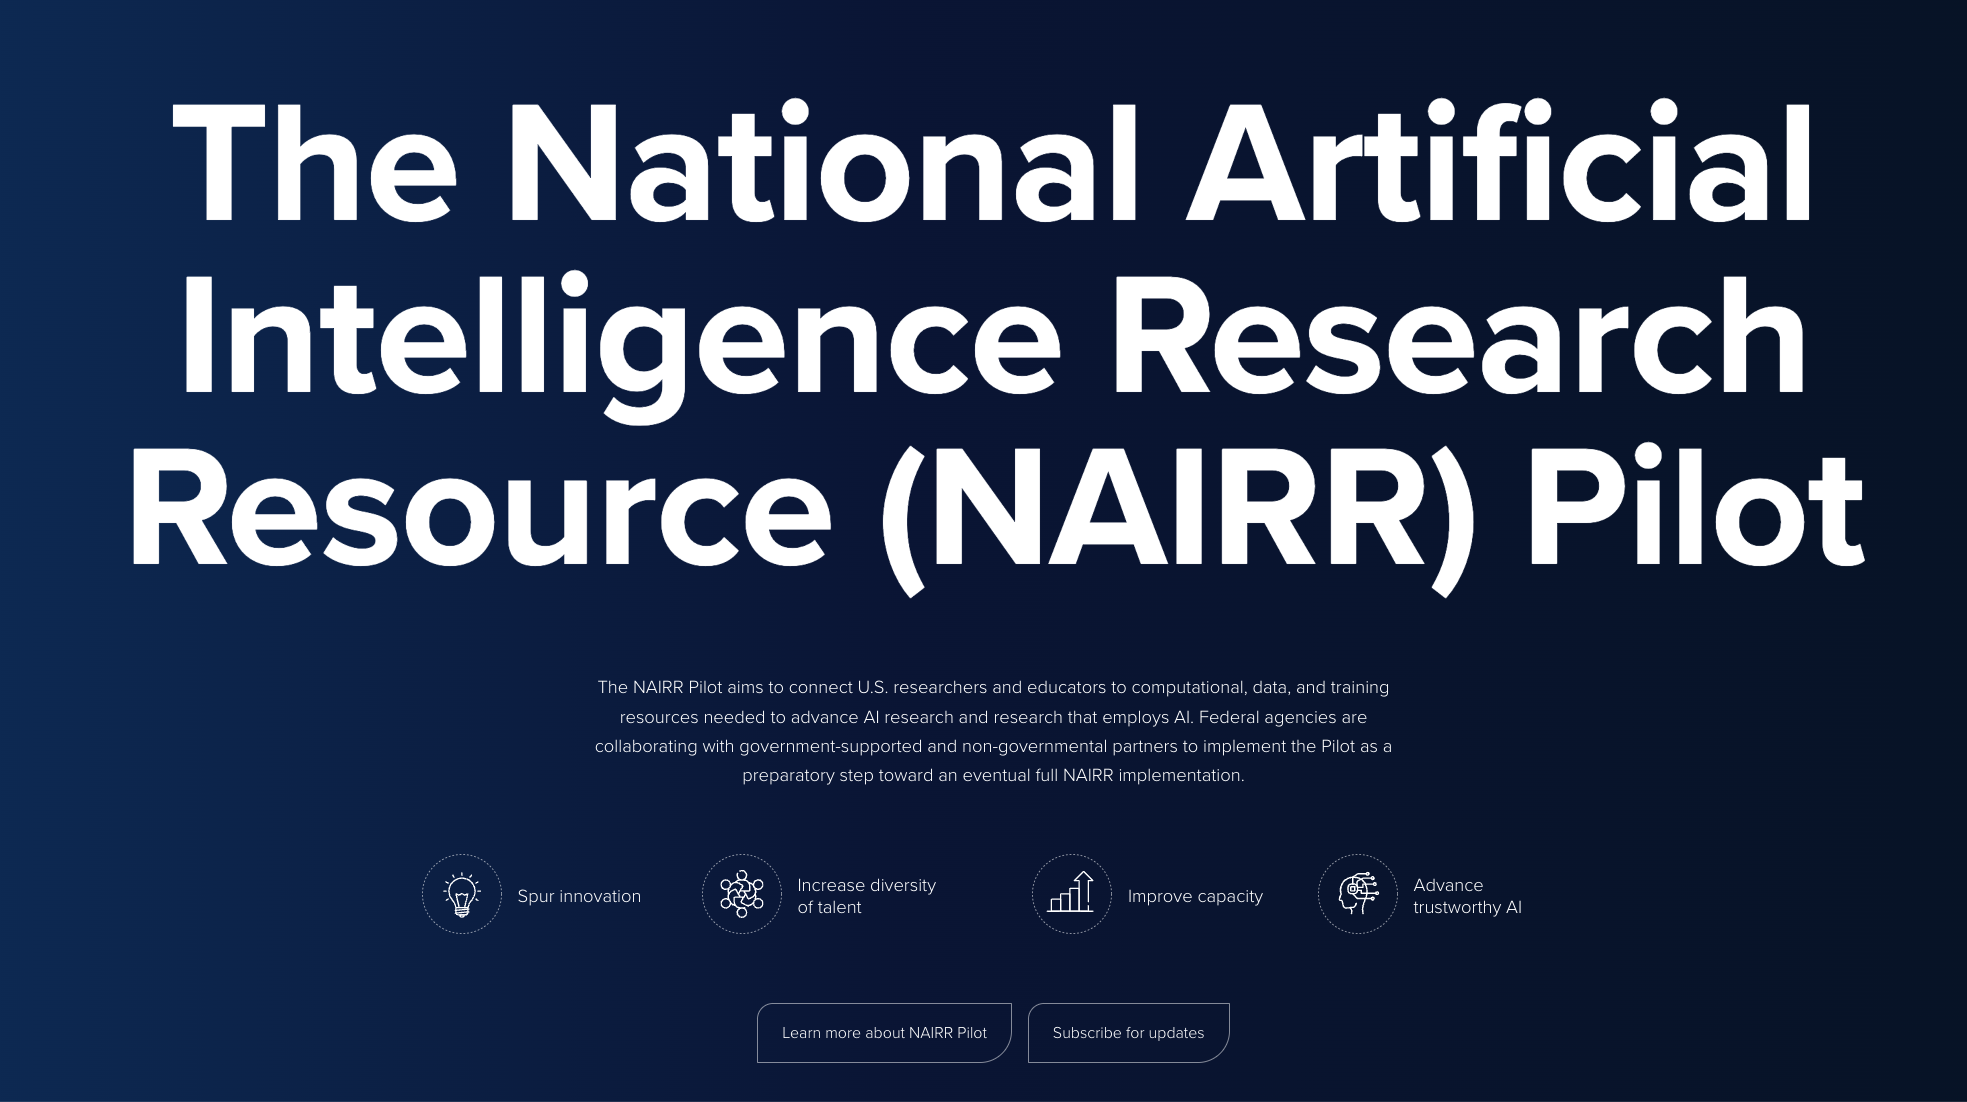 The National Artificial
Intelligence Research
Resource (NAIRR) Pilot
The NAIRR Pilot aims to connect U.S. researchers and educators to computational, data, and training
resources needed to advance AI research and research that employs AI. Federal agencies are
collaborating with government-supported and non-governmental partners to implement the Pilot as a
preparatory step toward an eventual full NAIRR implementation.
Spur innovation
Increase diversity
of talent
Improve capacity
Advance
trustworthy AI
Learn more about NAIRR Pilot
Subscribe for updates